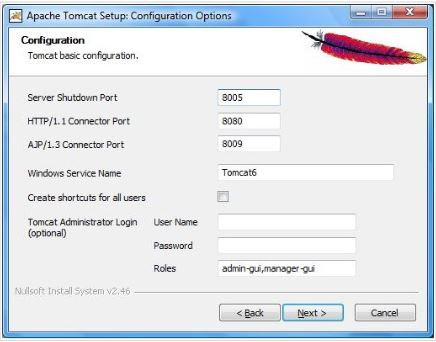 Apache Tomcat Setup: Configuration Options
Configuration
Tomcat basic configuration.
Server Shutdown Port 8005
HTTP/1.1 Connector Port 8080
AJP/1.3 Connector Port 8009
Windows Service Name Tomcat6
Create shortcuts for all users
Tomcat Administrator Login User Name
(optional)
Password
Roles admin-gui,manager-gui
Nullsoft Install System v2.46
< Back Next > Cancel